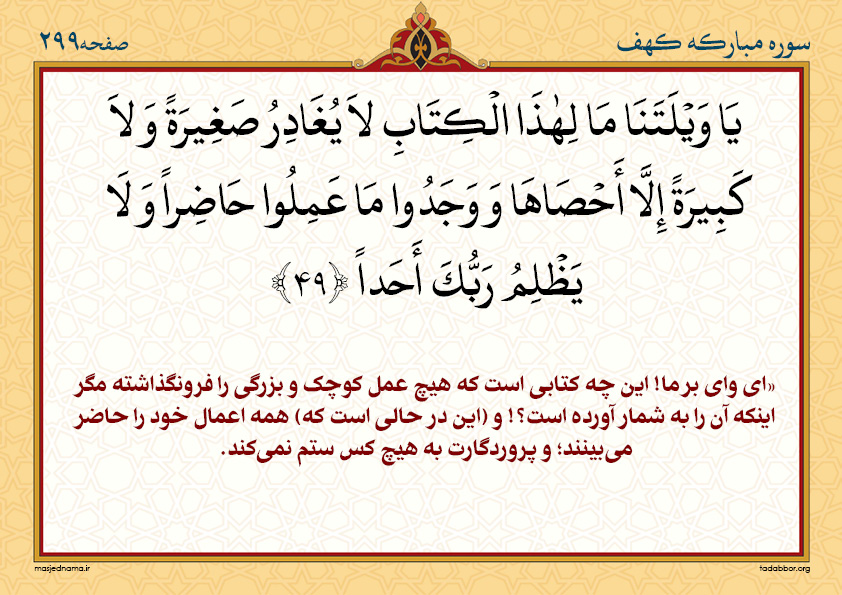 سوره مبارکه کهف
صفحه۲۹۹
يَا وَيْلَتَنَا مَا لِهٰذَا الْكِتَابِ لاَ يُغَادِرُ صَغِيرَةً وَ لاَ
كَبِيرَةً إِلَّا أَحْصَاهَا وَ وَجَدُوا مَا عَمِلُوا حَاضِراً وَ لَا
يَظْلِمُ رَبُّكَ أَحَداً ﴿۴۹﴾
«ای وای بر ما! این چه کتابی است که هیچ عمل کوچک و بزرگی را فرونگذاشته مگر
اینکه آن را به شمار آورده است؟! و (این در حالی است که) همه اعمال خود را حاضر
می‌بینند؛ و پروردگارت به هیچ کس ستم نمی‌کند.
masjednama.ir
tadabbor.org